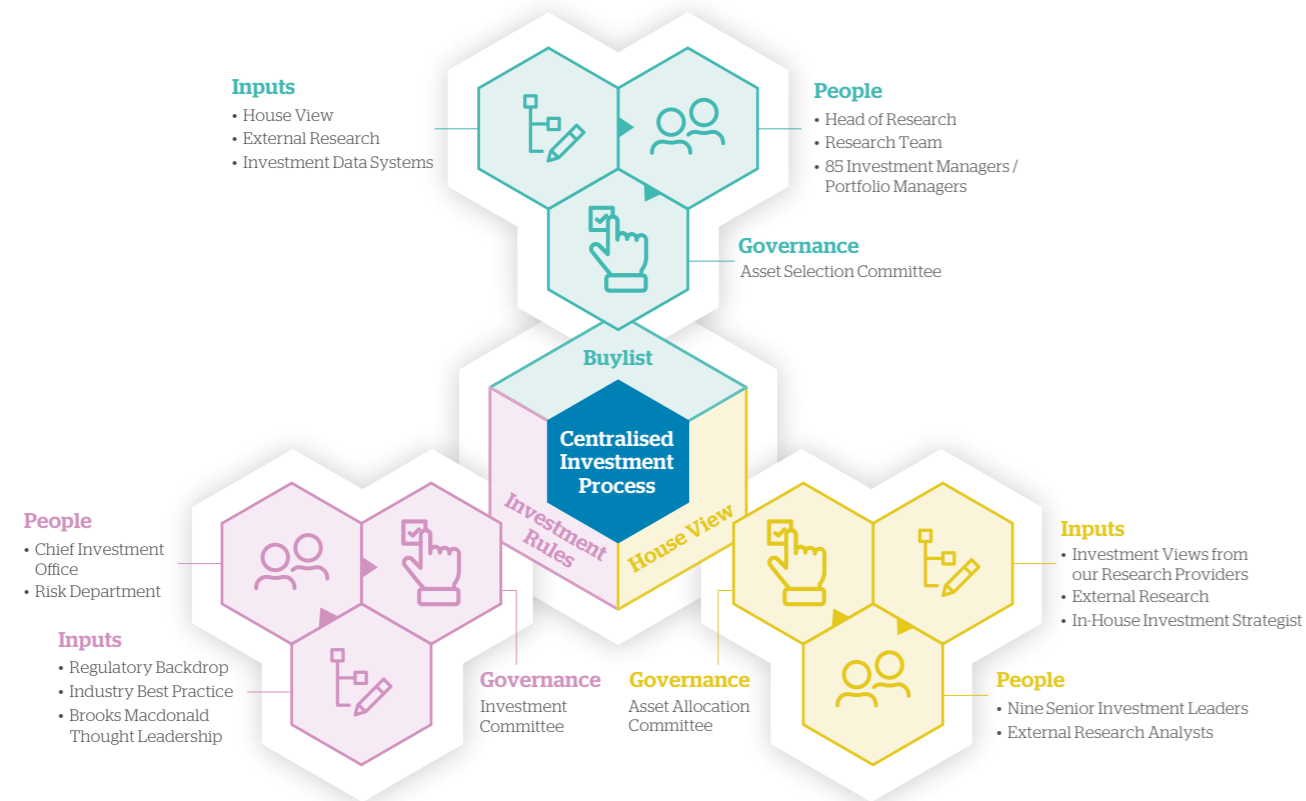 Inputs
• House View
• External Research
• Investment Data Systems
People
• Head of Research
• Research Team
• 85 Investment Managers /
Portfolio Managers
Governance
Asset Selection Committee
Buylist
Centralised
Investment
Process
Investment
Rules
House View
People
• Chief Investment
Office
• Risk Department
Inputs
• Regulatory Backdrop
• Industry Best Practice
• Brooks Macdonald
Thought Leadership
Governance
Investment
Committee
Governance
Asset Allocation
Committee
Inputs
• Investment Views from
our Research Providers
• External Research
• In-House Investment Strategist
People
• Nine Senior Investment Leaders
• External Research Analysts